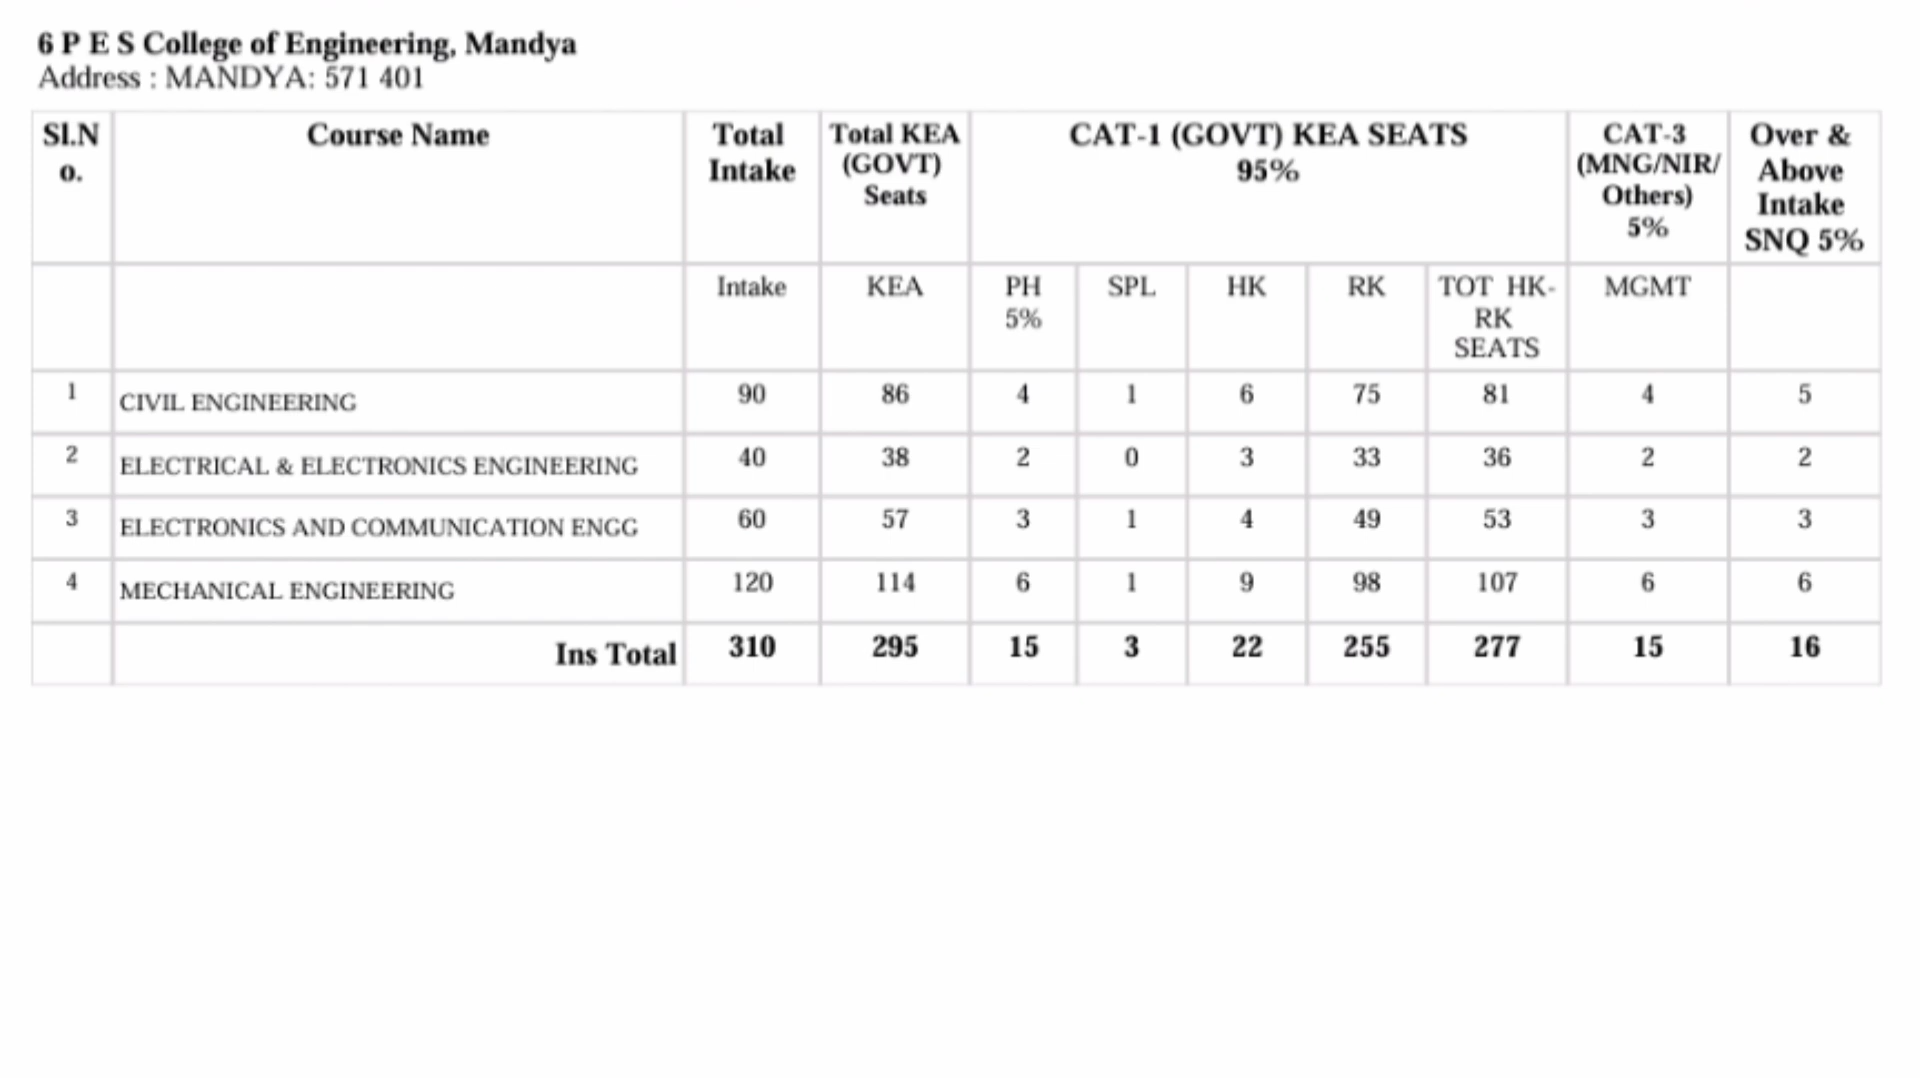 6 P E S College of Engineering, Mandya
Address : MANDYA: 571 401
Sl.N o. Course Name Total Intake Total KEA (GOVT) Seats CAT-1 (GOVT) KEA SEATS 95% CAT-3 (MNG/NIR/ Others) 5% Over & Above Intake SNQ 5%
Intake KEA PH 5% SPL HK RK TOT HK- RK SEATS MGMT
1 CIVIL ENGINEERING 90 86 4 1 6 75 81 4 5
2 ELECTRICAL & ELECTRONICS ENGINEERING 40 38 2 0 3 33 36 2 2
3 ELECTRONICS AND COMMUNICATION ENGG 60 57 3 1 4 49 53 3 3
4 MECHANICAL ENGINEERING 120 114 6 1 9 98 107 6 6
Ins Total 310 295 15 3 22 255 277 15 16